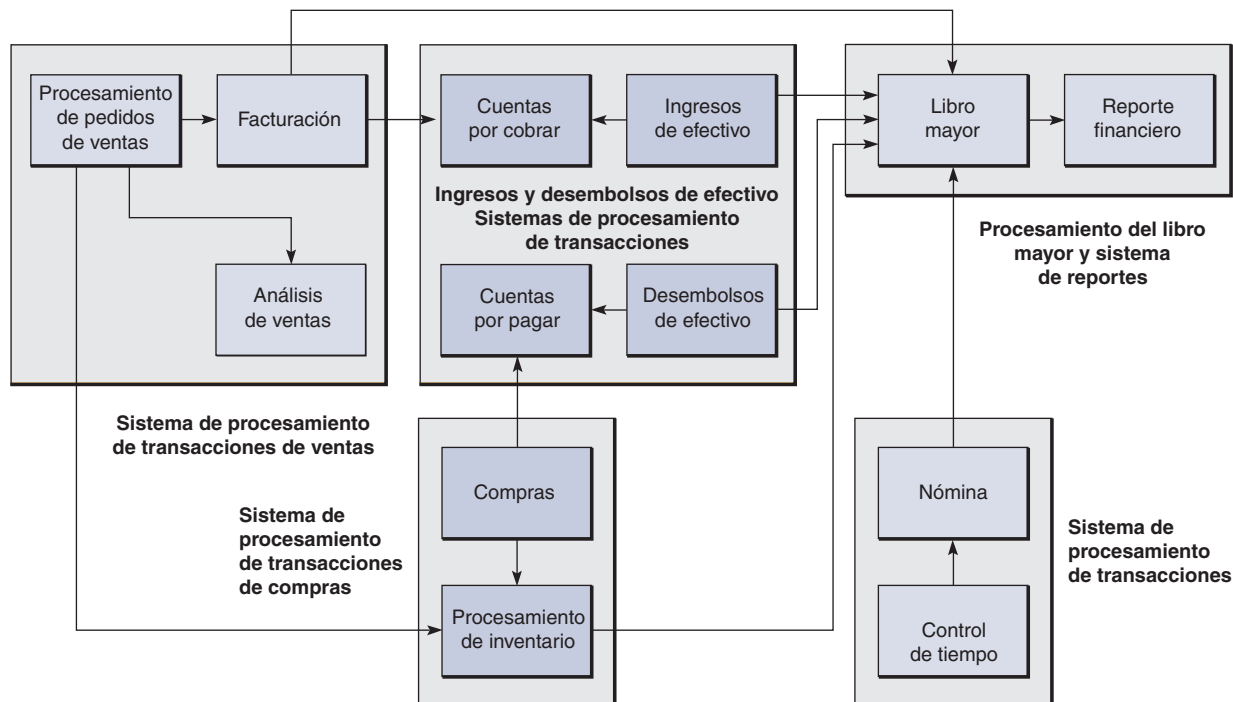 Procesamiento
de pedidos
de ventas
Facturación
Análisis
de ventas
Sistema de procesamiento
de transacciones de ventas
Cuentas
por cobrar
Ingresos
de efectivo
Ingresos y desembolsos de efectivo
Sistemas de procesamiento
de transacciones
Cuentas
por pagar
Desembolsos
de efectivo
Libro
mayor
Reporte
financiero
Procesamiento del libro
mayor y sistema
de reportes
Sistema de
procesamiento
de transacciones
de compras
Compras
Procesamiento
de inventario
Nómina
Control
de tiempo
Sistema de
procesamiento
de transacciones